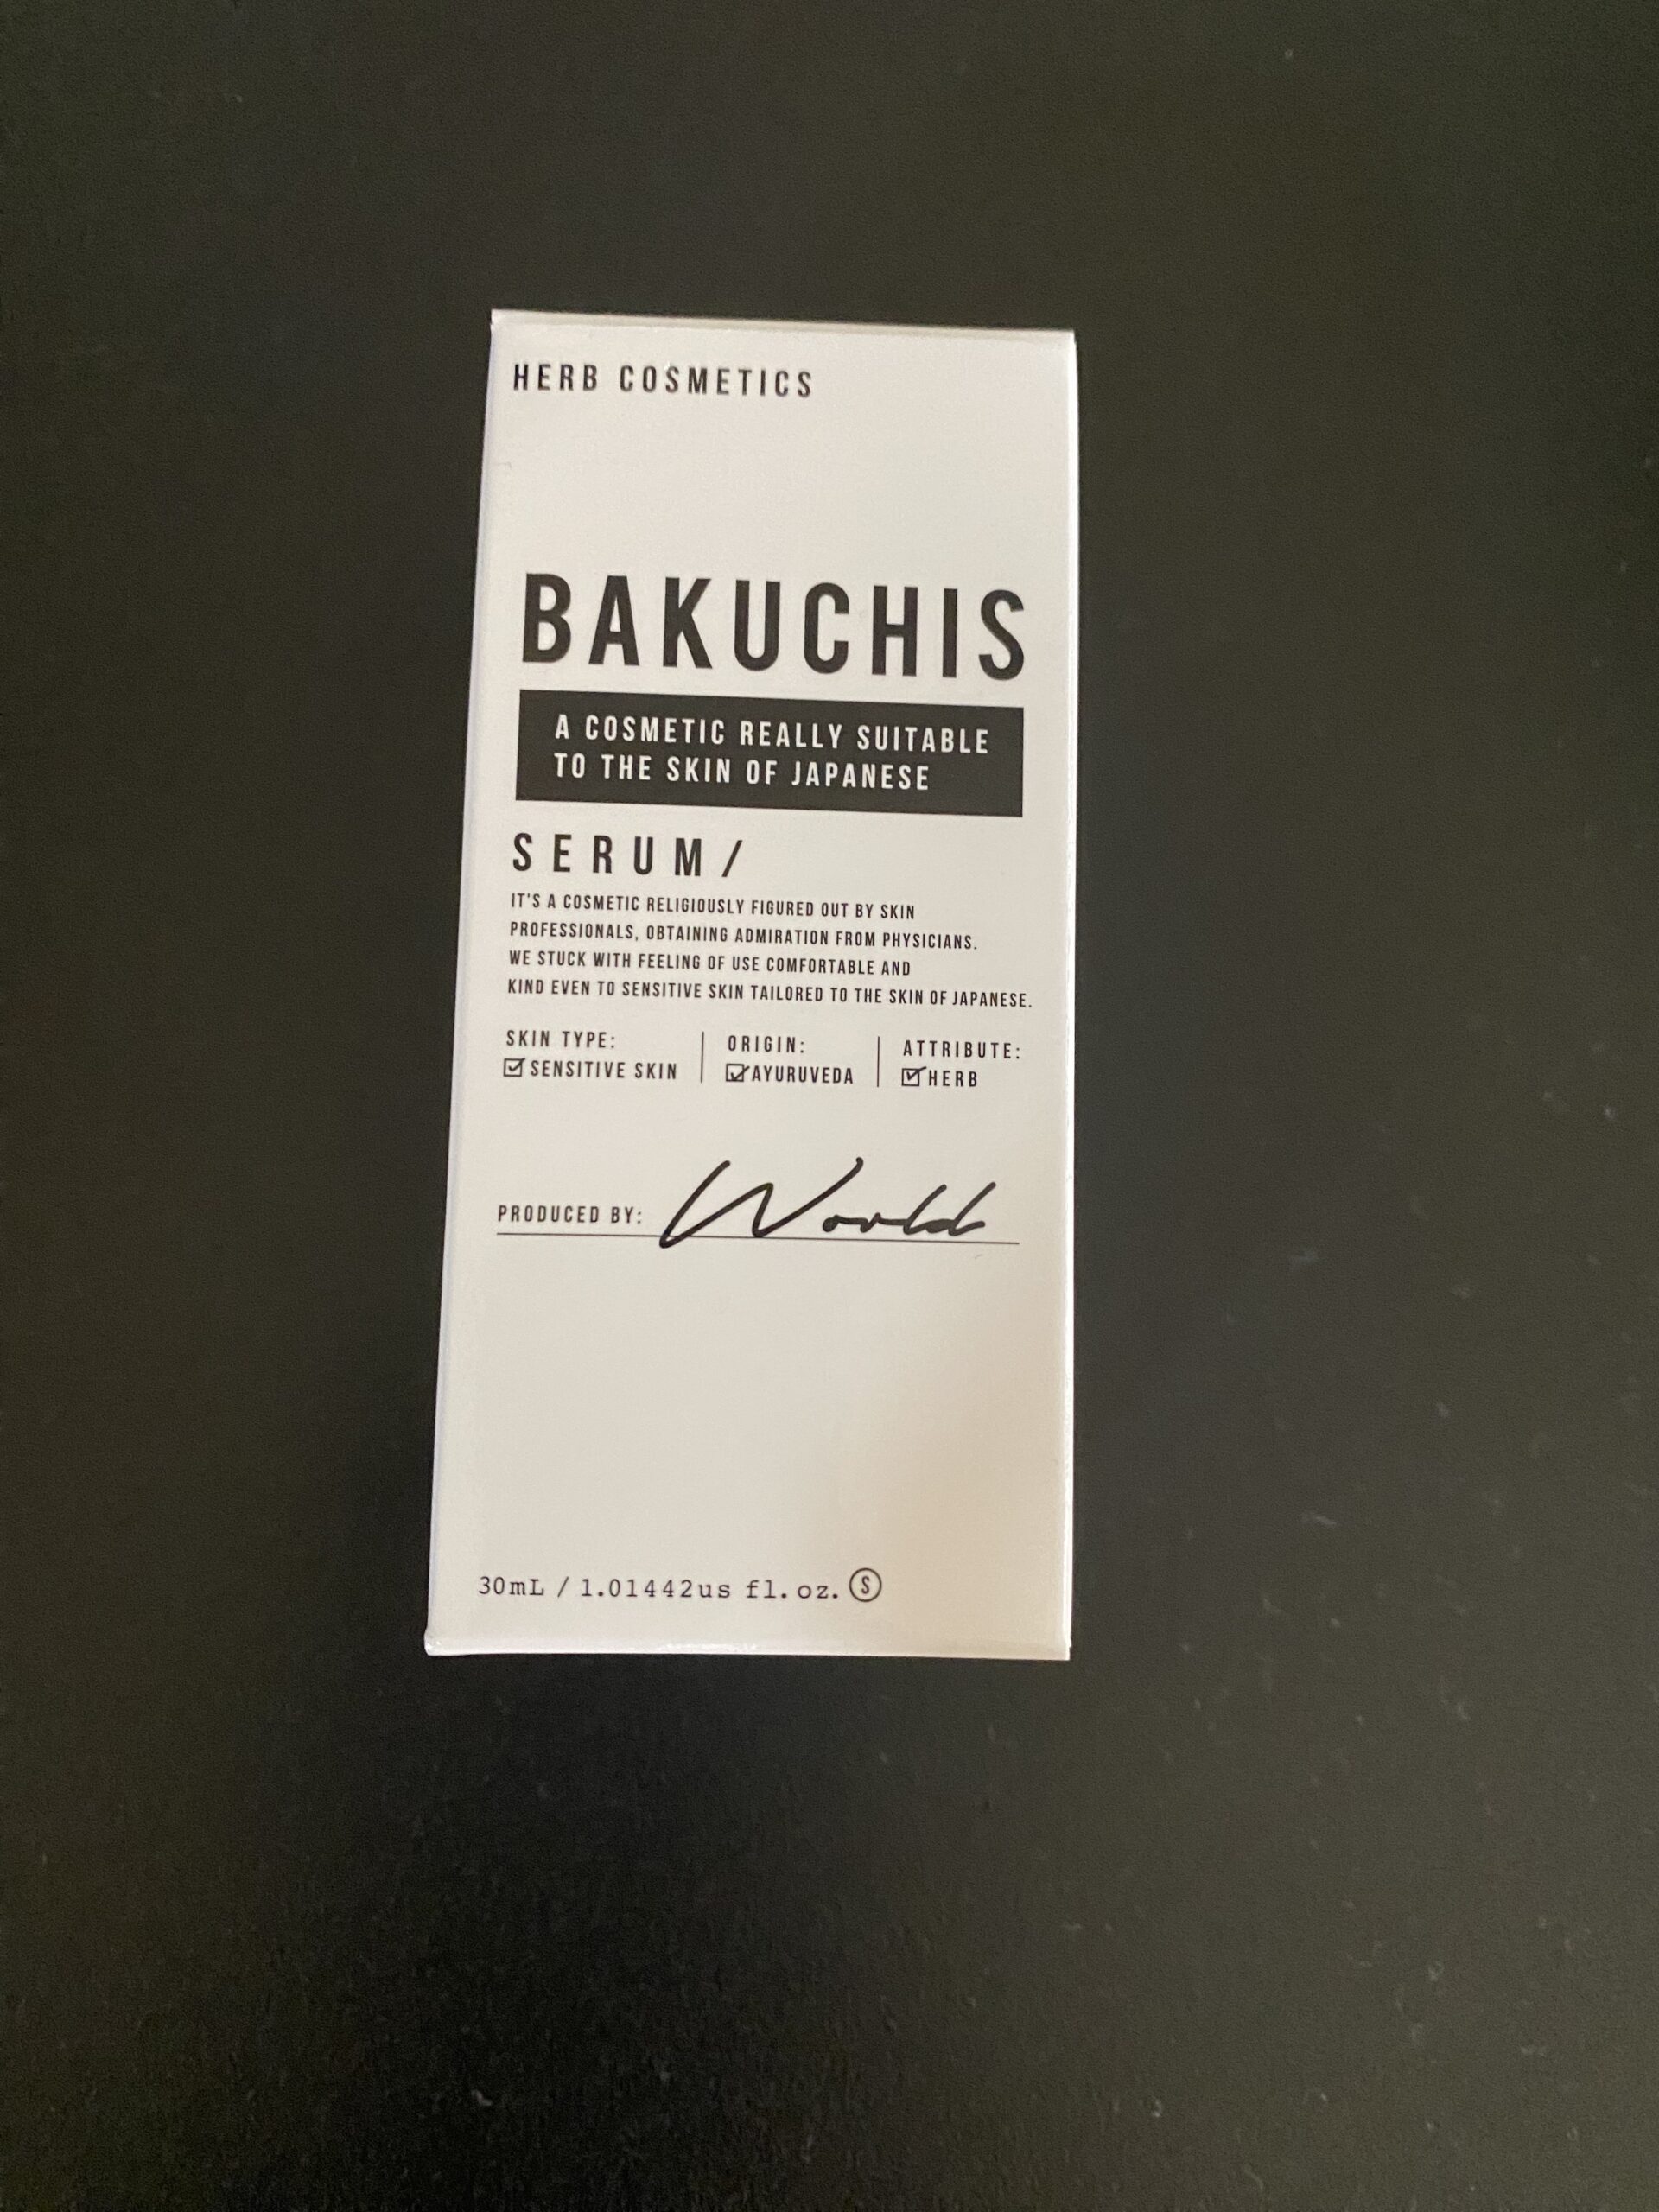 HERB COSMETICS
BAKUCHIS
A COSMETIC REALLY SUITABLE
TO THE SKIN OF JAPANESE
SERUM/
IT'S A COSMETIC RELIGIOUSLY FIGURED OUT BY SKIN
PROFESSIONALS, OBTAINING ADMIRATION FROM PHYSICIANS.
WE STUCK WITH FEELING OF USE COMFORTABLE AND
KIND EVEN TO SENSITIVE SKIN TAILORED TO THE SKIN OF JAPANESE.
SKIN TYPE:
☑SENSITIVE SKIN
ORIGIN:
☑AYURUVEDA
ATTRIBUTE:
☑HERB
PRODUCED BY: World
30mL / 1.01442us fl. oz. Ⓢ